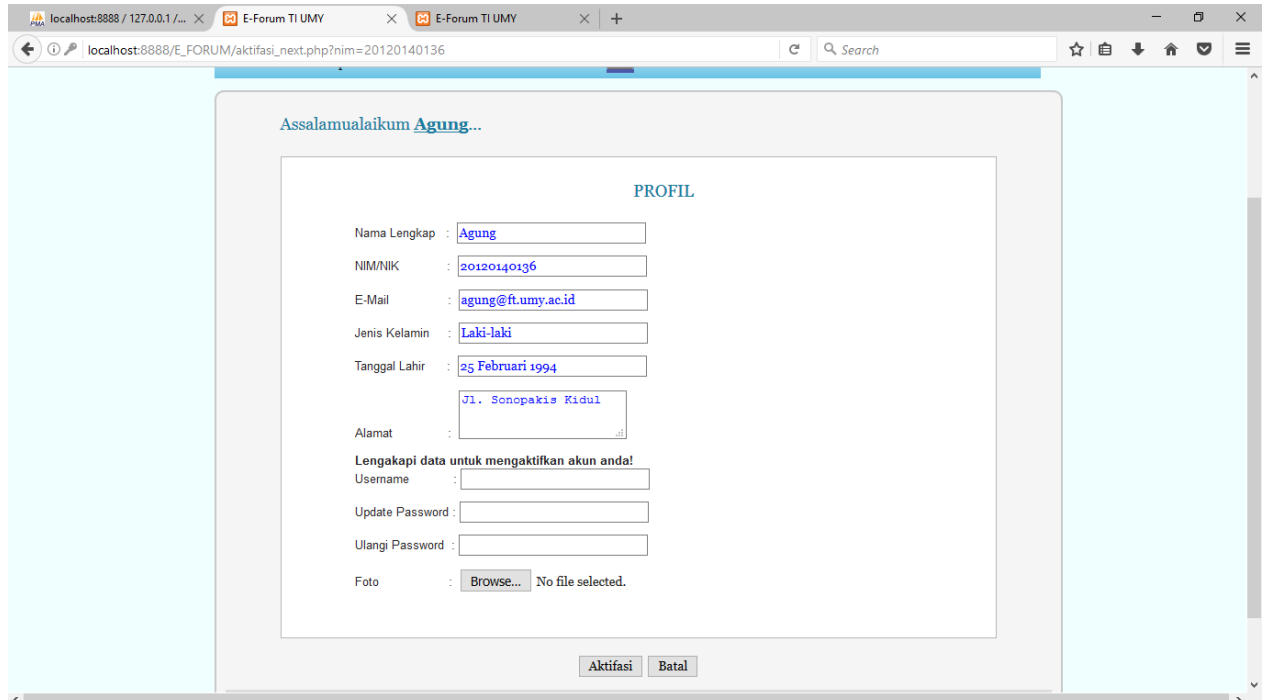 localhost:8888 / 127.0.0.1 /... E-Forum TI UMY E-Forum TI UMY
localhost:8888/E_FORUM/aktifasi_next.php?nim=20120140136 Search
Assalamualaikum Agung...
PROFIL
Nama Lengkap : Agung
NIM/NIK : 20120140136
E-Mail : agung@ft.umy.ac.id
Jenis Kelamin : Laki-laki
Tanggal Lahir : 25 Februari 1994
Jl. Sonopakis Kidul
Alamat :
Lengakapi data untuk mengaktifkan akun anda!
Username :
Update Password :
Ulangi Password :
Foto : Browse... No file selected.
Aktifasi Batal